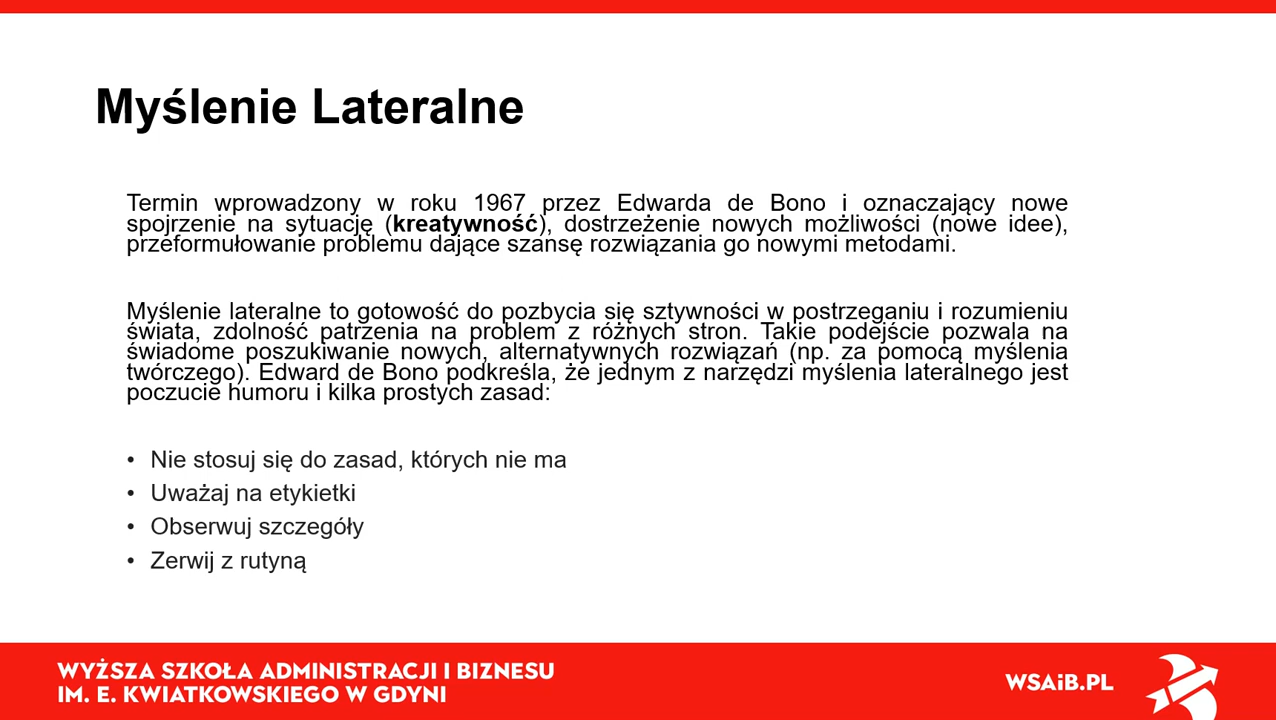 Myślenie Lateralne
Termin wprowadzony w roku 1967 przez Edwarda de Bono i oznaczający nowe
spojrzenie na sytuację (kreatywność), dostrzeżenie nowych możliwości (nowe idee),
przeformułowanie problemu dające szansę rozwiązania go nowymi metodami.
Myślenie lateralne to gotowość do pozbycia się sztywności w postrzeganiu i rozumieniu
świata, zdolność patrzenia na problem z różnych stron. Takie podejście pozwala na
świadome poszukiwanie nowych, alternatywnych rozwiązań (np. za pomocą myślenia
twórczego). Edward de Bono podkreśla, że jednym z narzędzi myślenia lateralnego jest
poczucie humoru i kilka prostych zasad:
• Nie stosuj się do zasad, których nie ma
• Uważaj na etykietki
• Obserwuj szczegóły
• Zerwij z rutyną
WYŻSZA SZKOŁA ADMINISTRACJI I BIZNESU
IM. E. KWIATKOWSKIEGO W GDYNI
WSAiB.PL